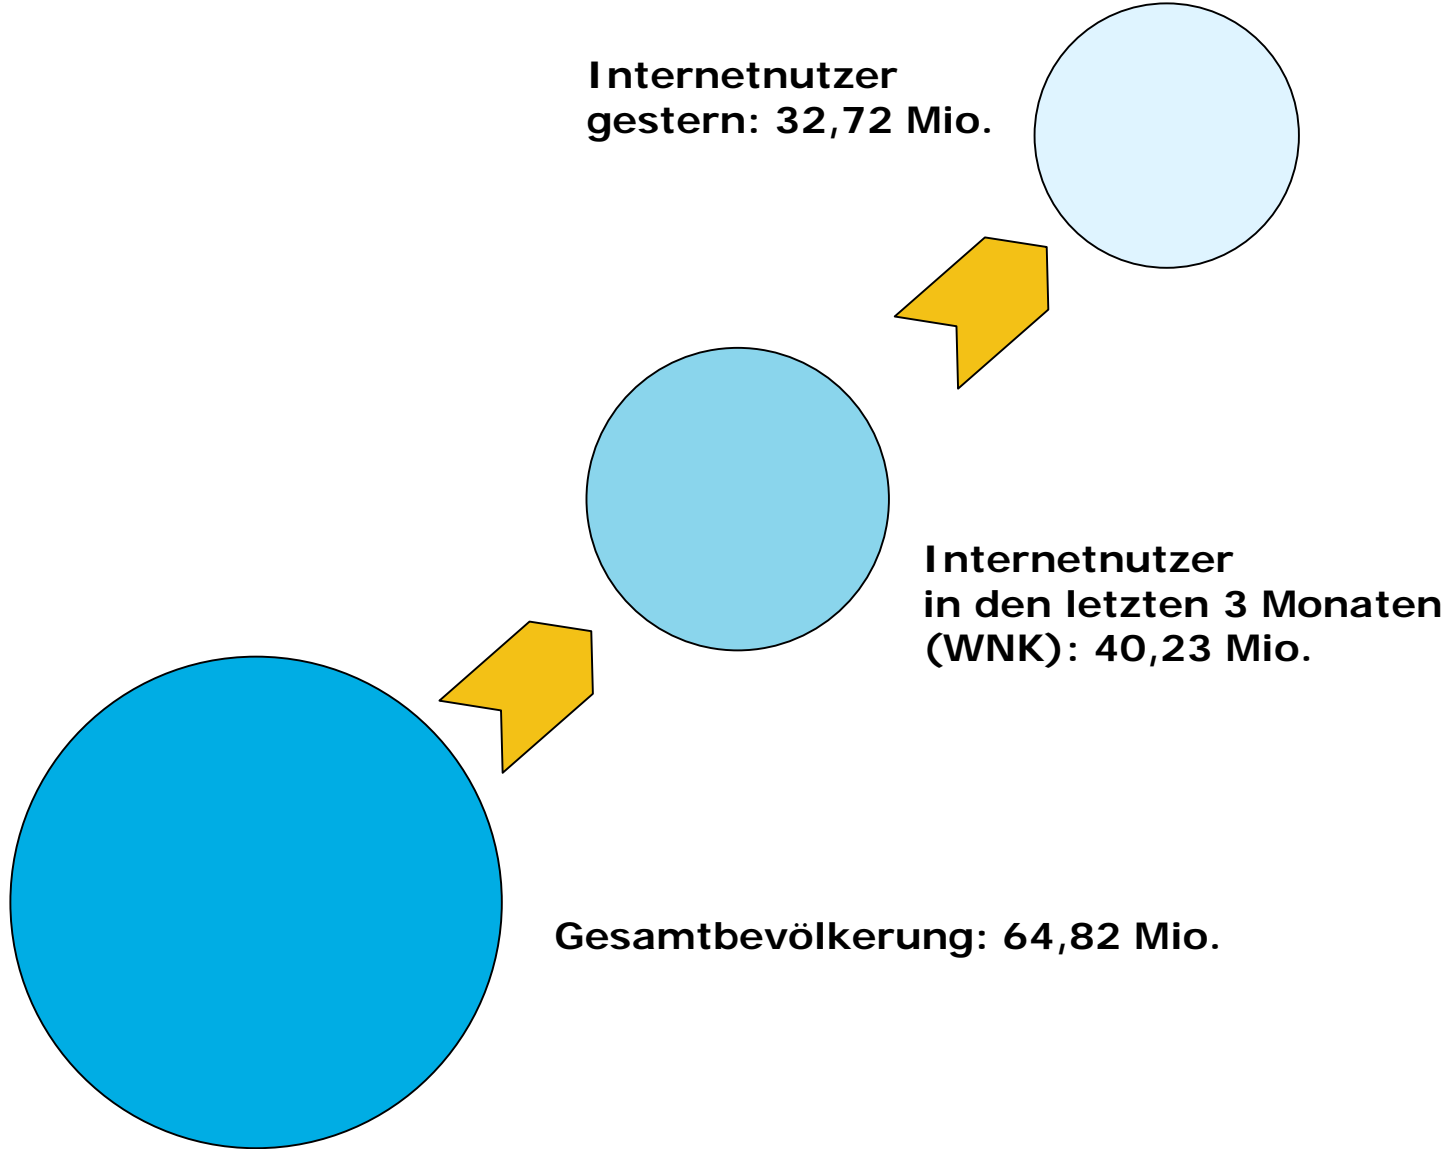 Internetnutzer
gestern: 32,72 Mio.
Internetnutzer
in den letzten 3 Monaten
(WNK): 40,23 Mio.
Gesamtbevölkerung: 64,82 Mio.